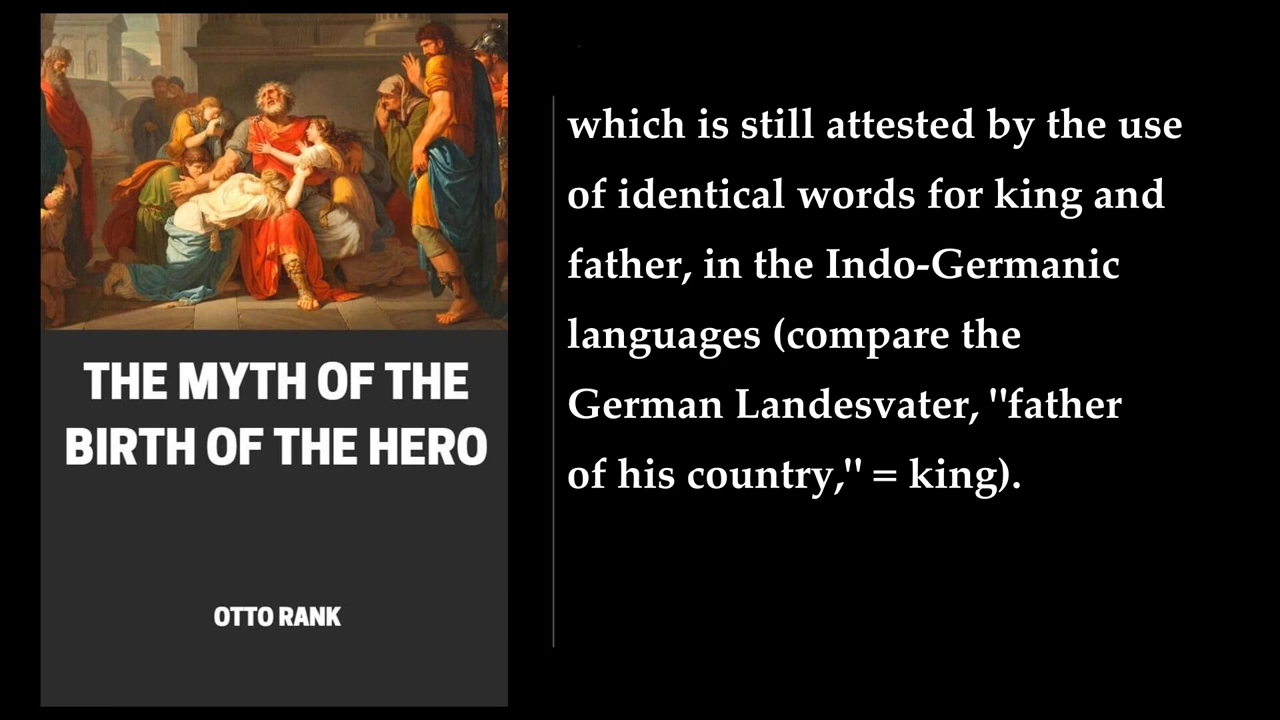 THE MYTH OF THE
BIRTH OF THE HERO
OTTO RANK
which is still attested by the use
of identical words for king and
father, in the Indo-Germanic
languages (compare the
German Landesvater, "father
of his country," = king).